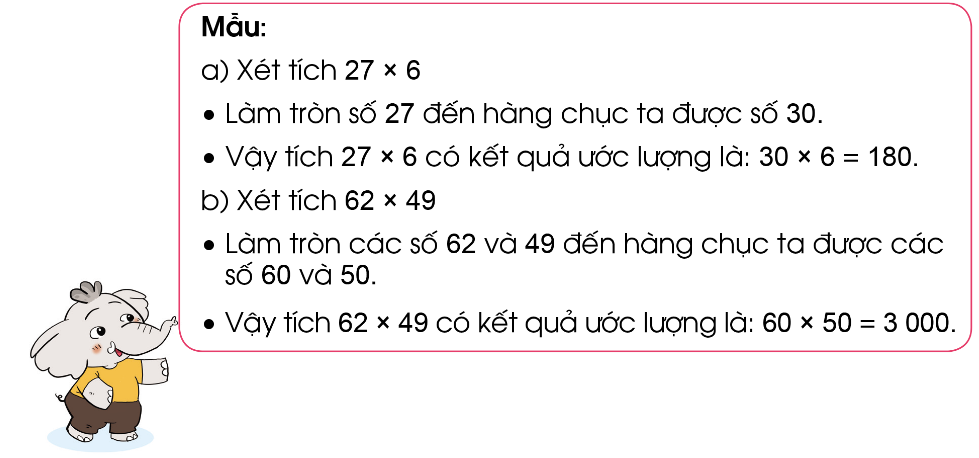 Mẫu:
a) Xét tích 27 × 6
• Làm tròn số 27 đến hàng chục ta được số 30.
• Vậy tích 27 × 6 có kết quả ước lượng là: 30 × 6 = 180.
b) Xét tích 62 × 49
• Làm tròn các số 62 và 49 đến hàng chục ta được các
số 60 và 50.
• Vậy tích 62 × 49 có kết quả ước lượng là: 60 × 50 = 3 000.